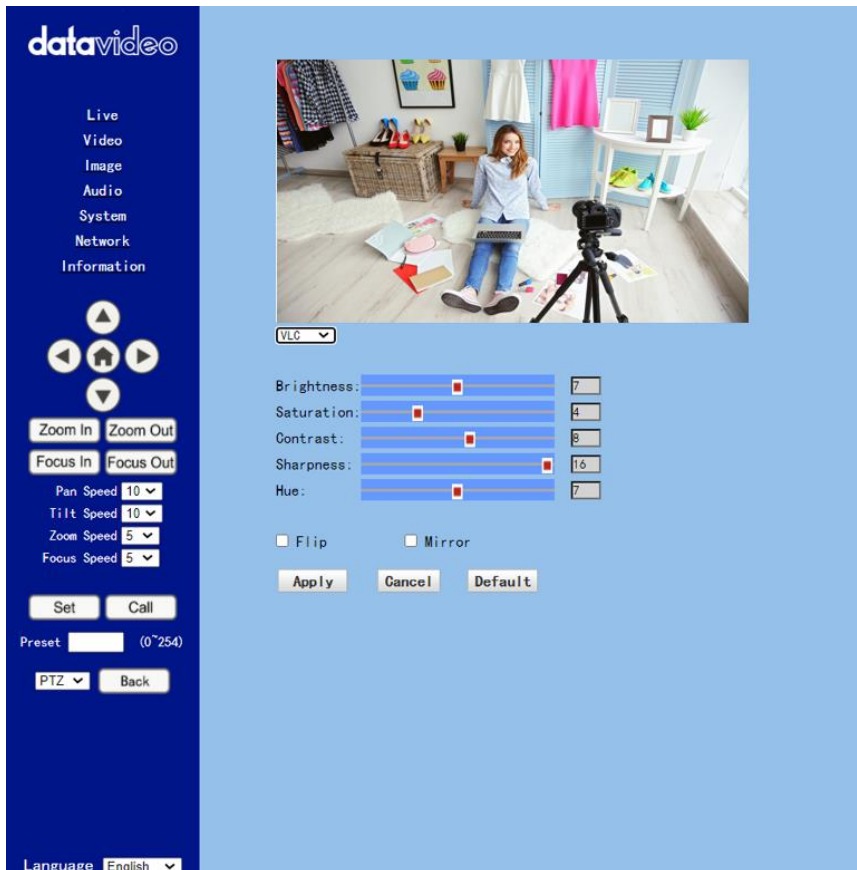 datavideo
Live
Video
Image
Audio
System
Network
Information
Zoom In Zoom Out
Focus In Focus Out
Pan Speed 10
Tilt Speed 10
Zoom Speed 5
Focus Speed 5
Set Call
Preset (0~254)
PTZ Back
Language English
VLC
Brightness: 7
Saturation: 4
Contrast: 8
Sharpness: 16
Hue: 7
Flip Mirror
Apply Cancel Default